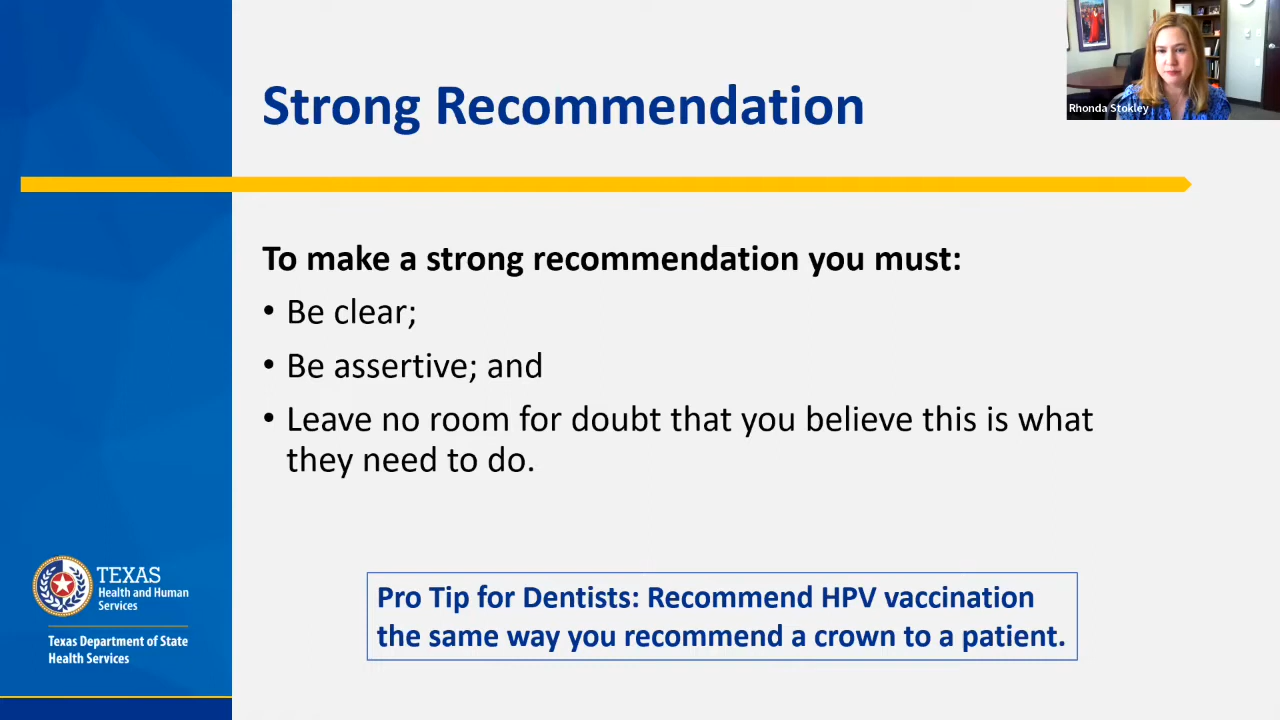 Strong Recommendation
Rhonda Stokley
To make a strong recommendation you must:
• Be clear;
• Be assertive; and
• Leave no room for doubt that you believe this is what
they need to do.
TEXAS
Health and Human
Services
Texas Department of State
Health Services
Pro Tip for Dentists: Recommend HPV vaccination
the same way you recommend a crown to a patient.